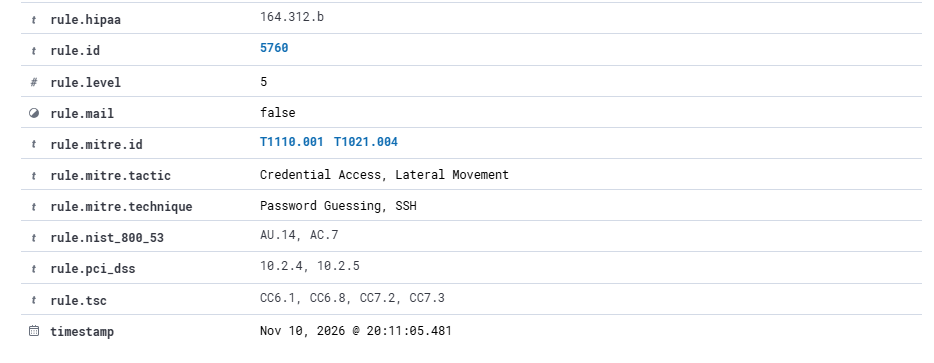 t rule.hipaa 164.312.b
t rule.id 5760
# rule.level 5
rule.mail false
t rule.mitre.id T1110.001 T1021.004
t rule.mitre.tactic Credential Access, Lateral Movement
t rule.mitre.technique Password Guessing, SSH
t rule.nist_800_53 AU.14, AC.7
t rule.pci_dss 10.2.4, 10.2.5
t rule.tsc CC6.1, CC6.8, CC7.2, CC7.3
timestamp Nov 10, 2026 @ 20:11:05.481